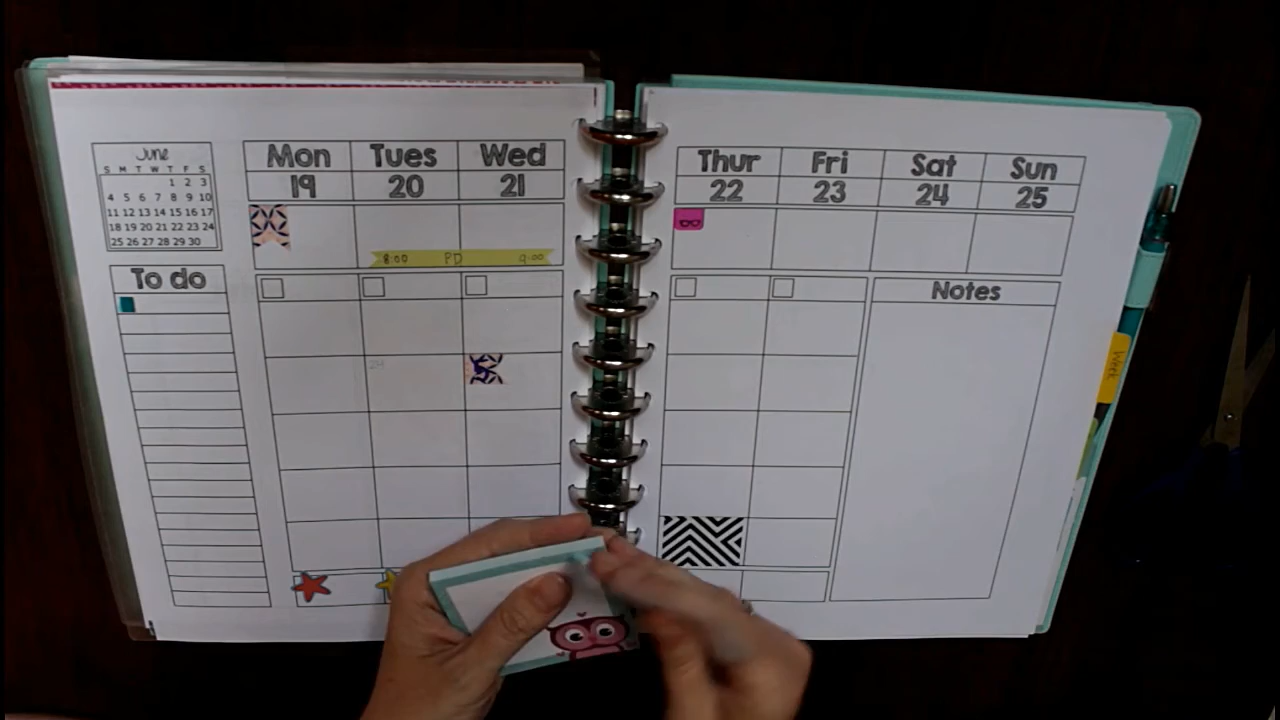 June
S M T W T F S
1 2 3
4 5 6 7 8 9 10
11 12 13 14 15 16 17
18 19 20 21 22 23 24
25 26 27 28 29 30
To do
Mon Tues Wed
19 20 21
8:00 PD 9:00
Thur Fri Sat Sun
22 23 24 25
Notes
Week